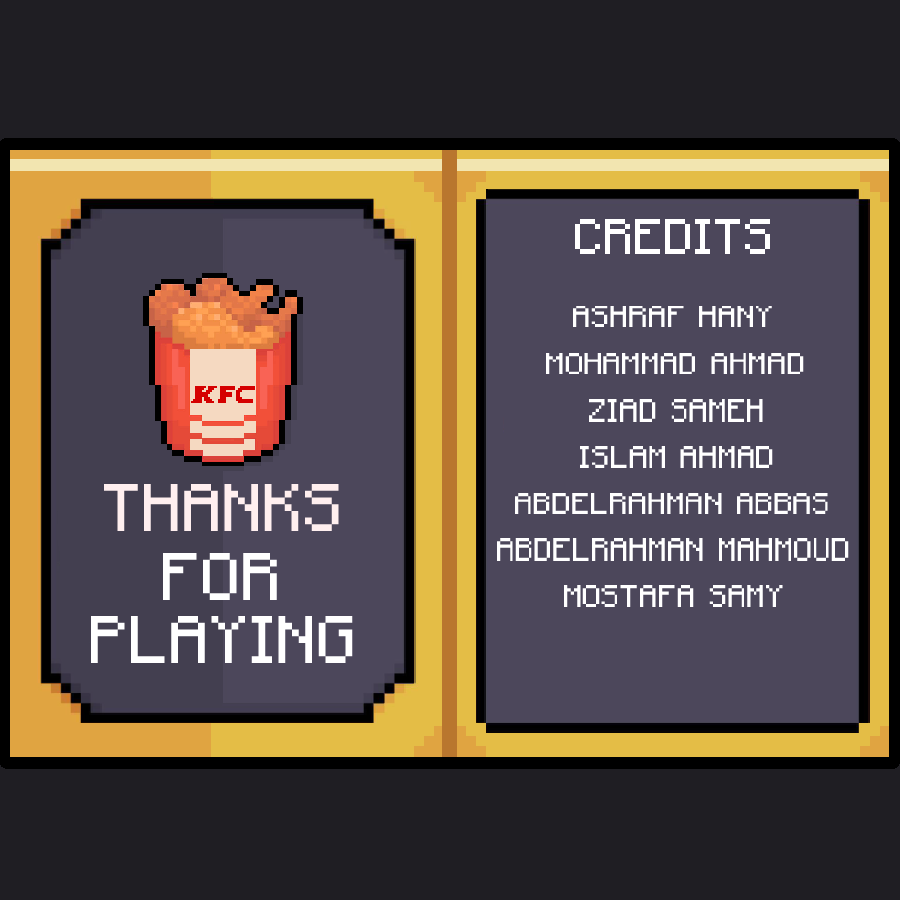 KFC
THANKS
FOR
PLAYING
CREDITS
ASHRAF HANY
MOHAMMAD AHMAD
ZIAD SAMEH
ISLAM AHMAD
ABDELRAHMAN ABBAS
ABDELRAHMAN MAHMOUD
MOSTAFA SAMY